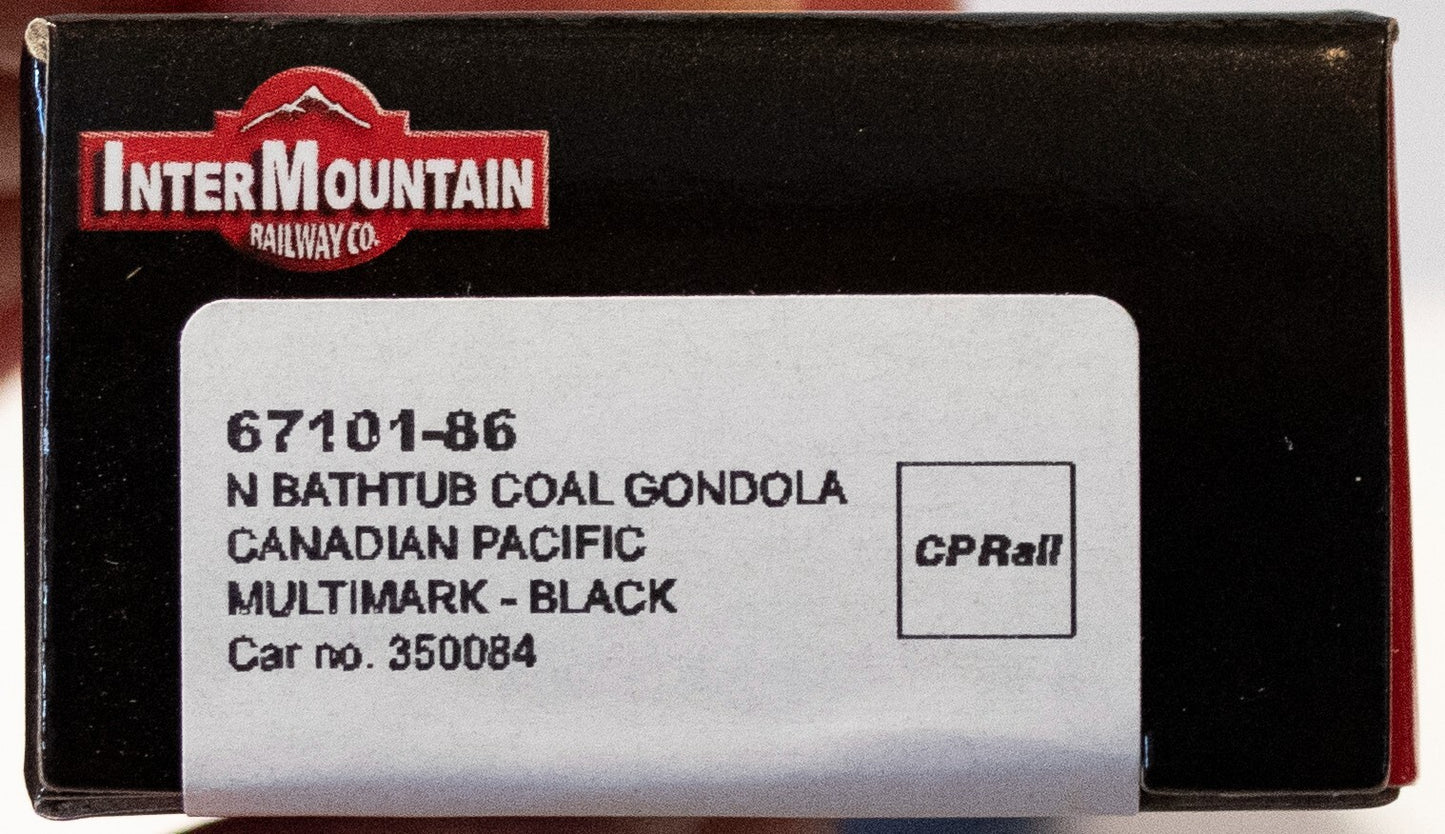 INTERMOUNTAIN
RAILWAY CO.
67101-86
N BATHTUB COAL GONDOLA
CANADIAN PACIFIC
MULTIMARK - BLACK
Car no. 350084
CPRail